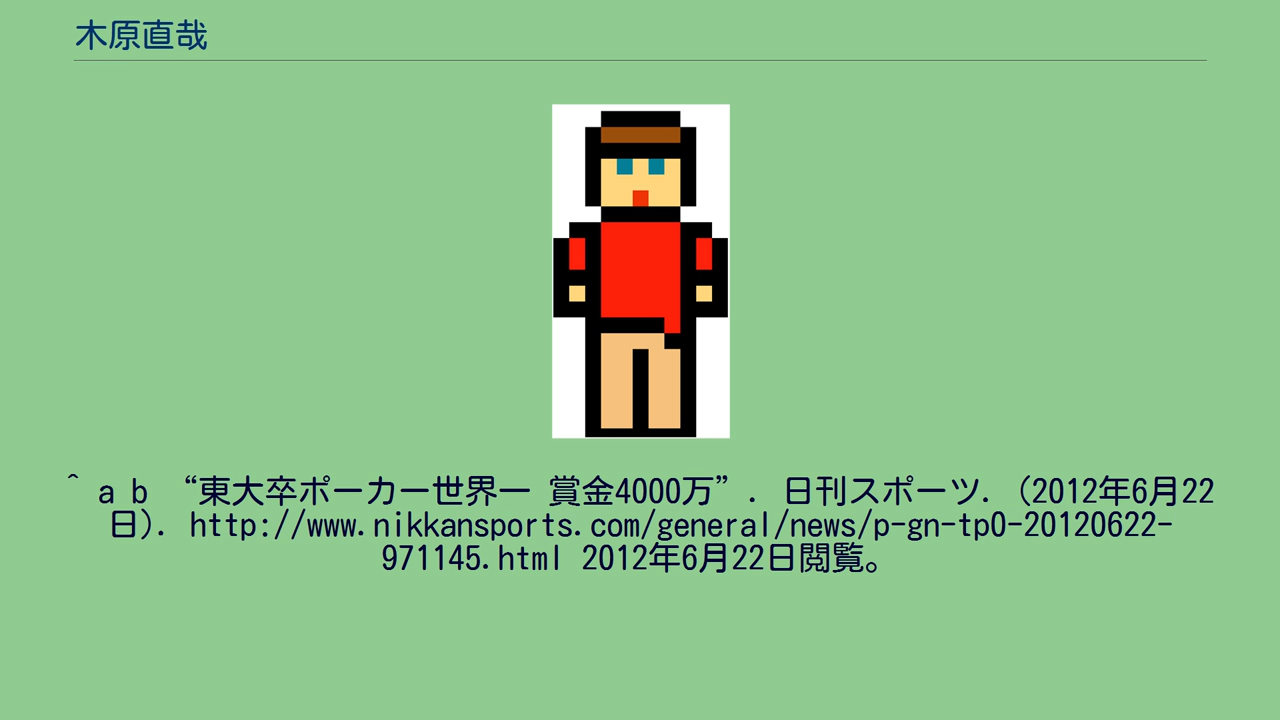 木原直哉
^ a b “東大卒ポーカー世界一 賞金4000万”. 日刊スポーツ. (2012年6月22
日). http://www.nikkansports.com/general/news/p-gn-tp0-20120622-
971145.html 2012年6月22日閲覧。